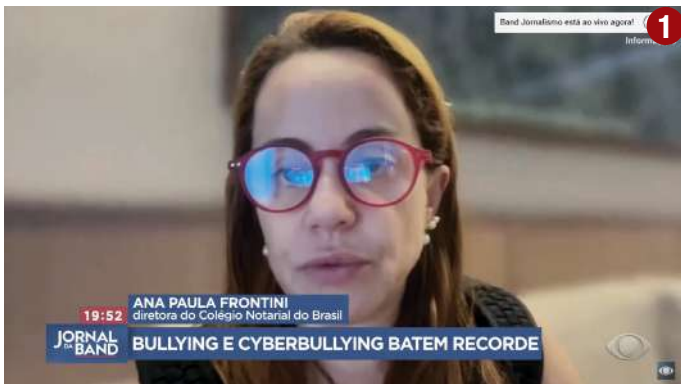 Band Jornalismo está ao vivo agora!
1
ANA PAULA FRONTINI
19:52
diretora do Colégio Notarial do Brasil
JORNAL
DA BAND
BULLYING E CYBERBULLYING BATEM RECORDE